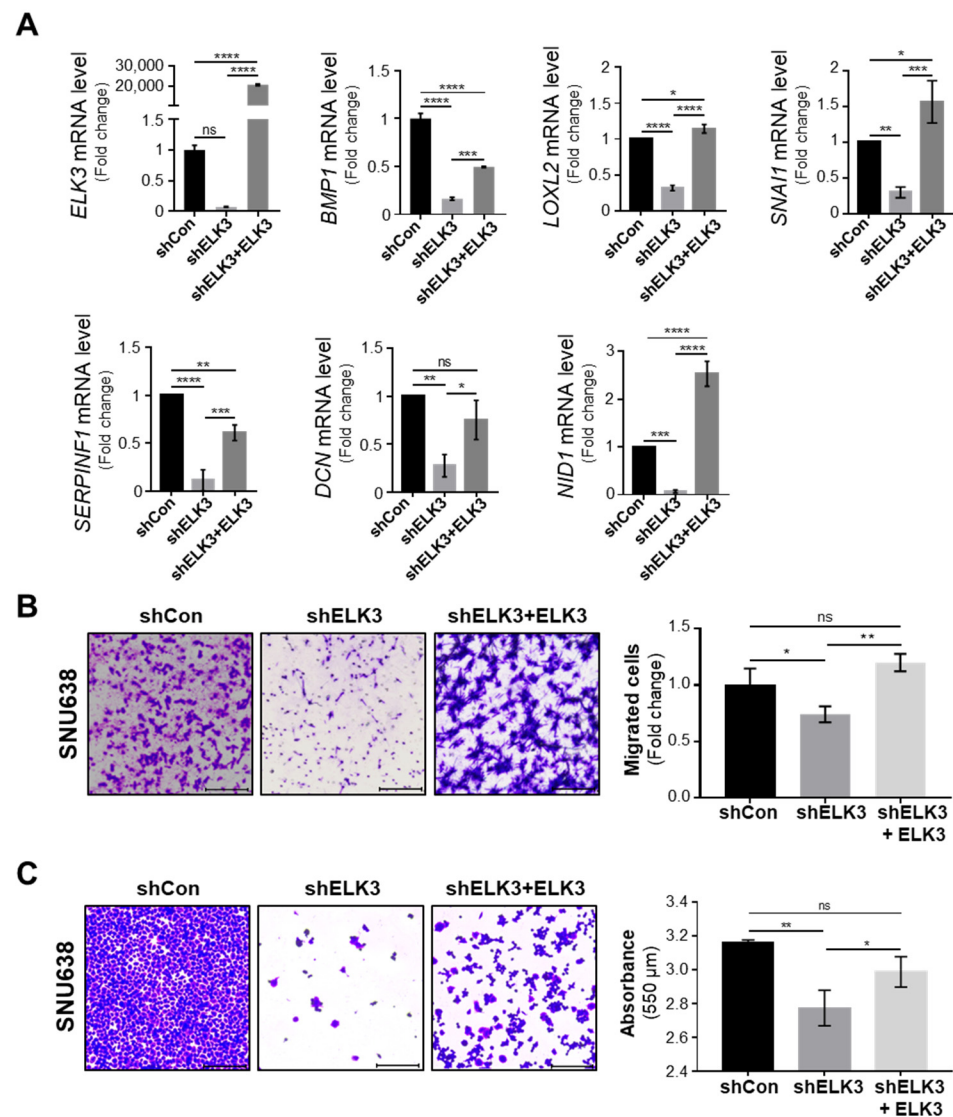 A
ELK3 mRNA level
(Fold change)
30,000
20,000
1
0.5
0
****
****
ns
shCon
shELK3
shELK3+ELK3
BMP1 mRNA level
(Fold change)
1.5
1
0.5
0
****
****
***
shCon
shELK3
shELK3+ELK3
LOXL2 mRNA level
(Fold change)
2
1.5
1
0.5
0
*
****
****
shCon
shELK3
shELK3+ELK3
SNAI1 mRNA level
(Fold change)
2
1.5
1
0.5
0
*
***
**
shCon
shELK3
shELK3+ELK3
SERPINF1 mRNA level
(Fold change)
1.5
1
0.5
0
**
****
***
shCon
shELK3
shELK3+ELK3
DCN mRNA level
(Fold change)
1.5
1
0.5
0
ns
**
*
shCon
shELK3
shELK3+ELK3
NID1 mRNA level
(Fold change)
3
2
1
0
****
****
***
shCon
shELK3
shELK3+ELK3
B
shCon
shELK3
shELK3+ELK3
SNU638
Migrated cells
(Fold change)
1.5
1.0
0.5
0.0
ns
*
**
shCon
shELK3
shELK3
+ ELK3
C
shCon
shELK3
shELK3+ELK3
SNU638
Absorbance
(550 μm)
3.6
3.2
3.0
2.8
2.6
2.4
ns
**
*
shCon
shELK3
shELK3
+ ELK3